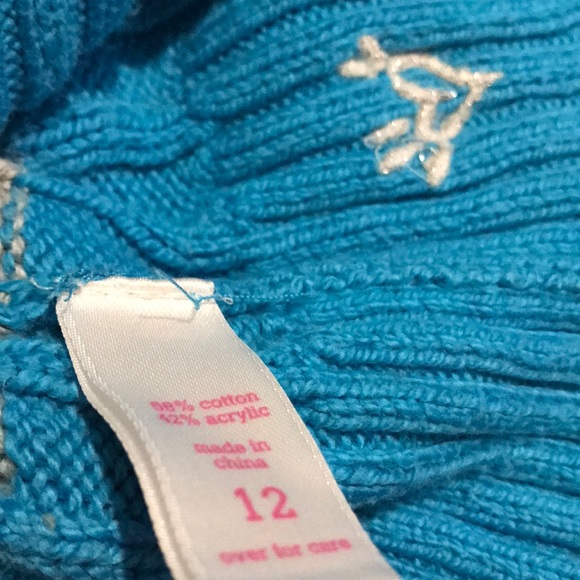 58% cotton
42% acrylic
made in
china
12
over for care